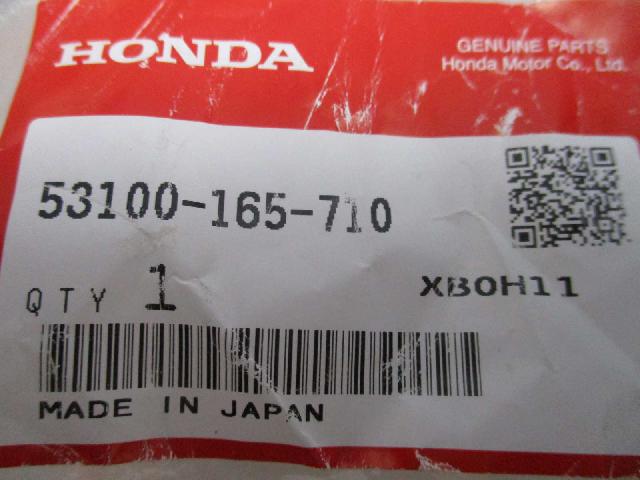 HONDA
GENUINE PARTS
Honda Motor Co., Ltd.
53100-165-710
QTY 1
XB0H11
MADE IN JAPAN